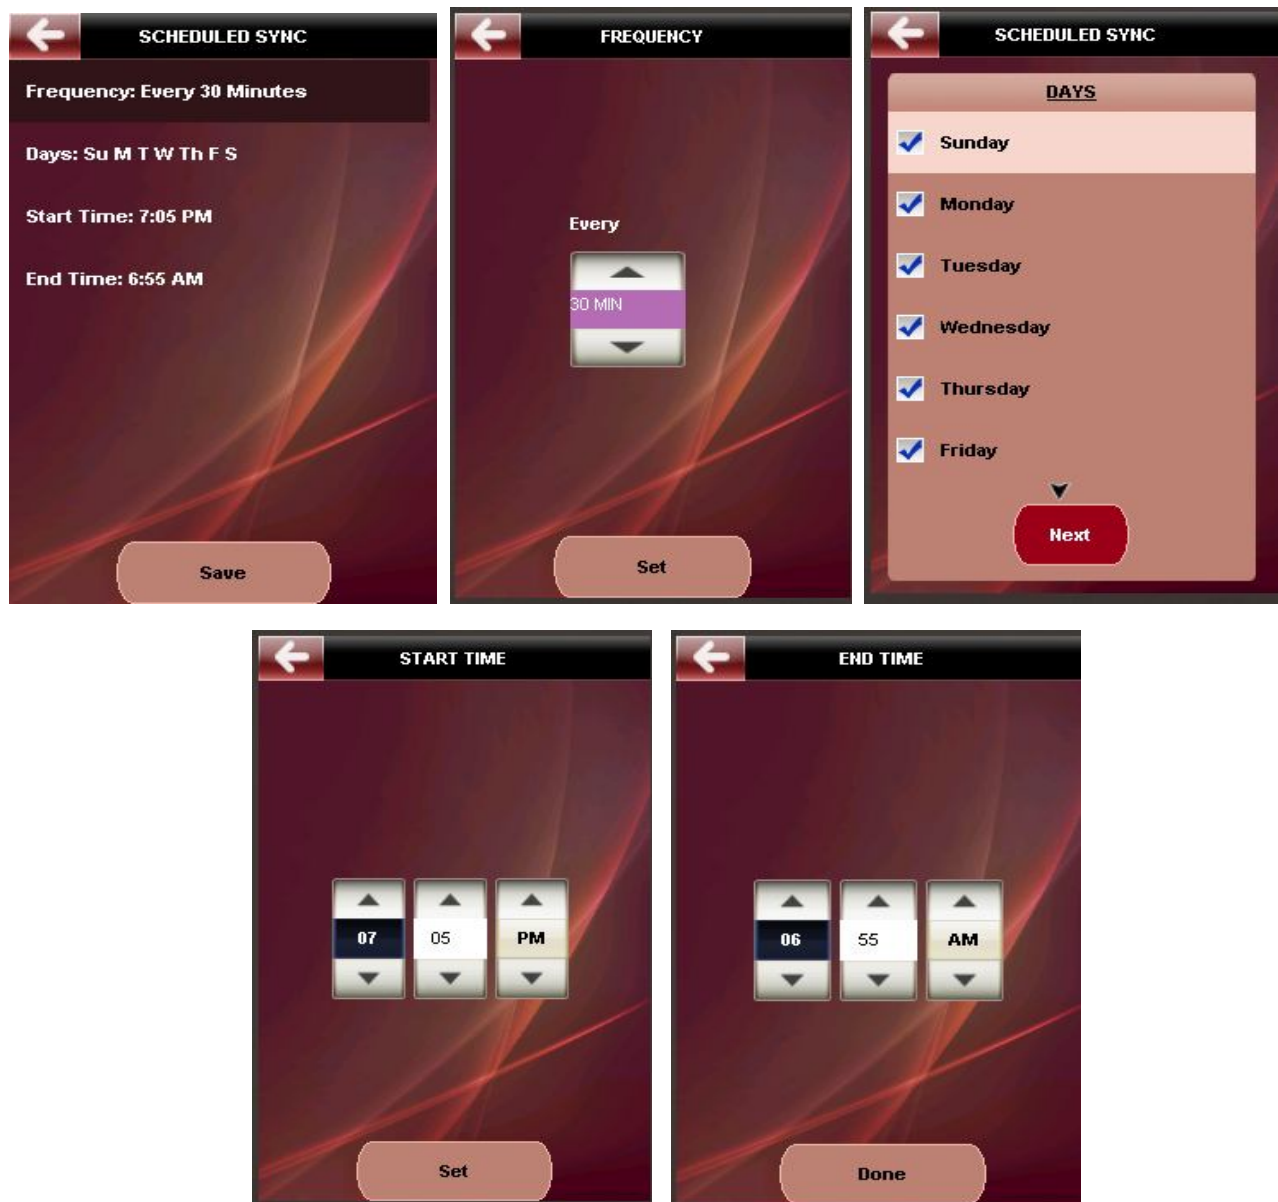 SCHEDULED SYNC
Frequency: Every 30 Minutes
Days: Su M T W Th F S
Start Time: 7:05 PM
End Time: 6:55 AM
Save
FREQUENCY
Every
30 MIN
Set
SCHEDULED SYNC
DAYS
Sunday
Monday
Tuesday
Wednesday
Thursday
Friday
Next
START TIME
07 05 PM
Set
END TIME
06 55 AM
Done